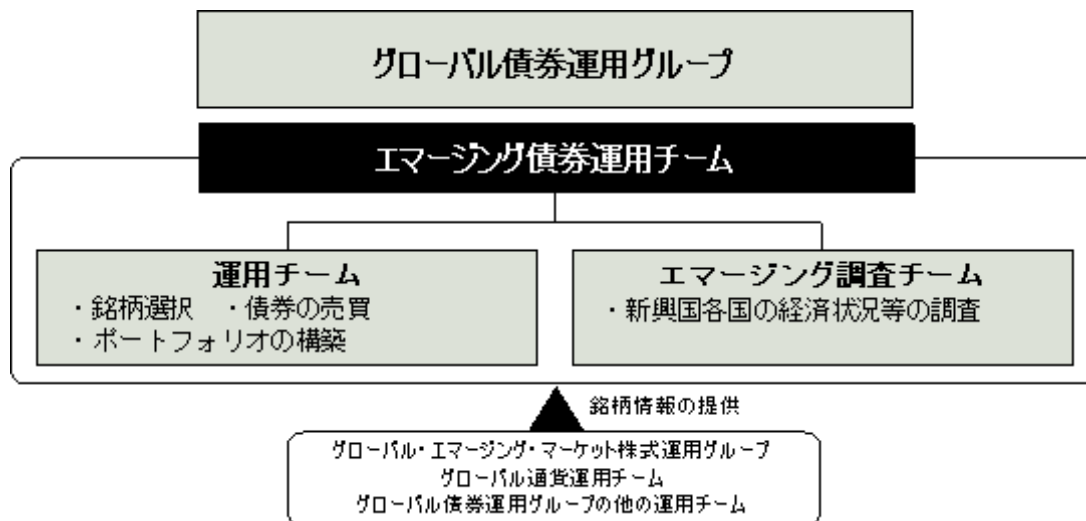 グローバル債券運用グループ
エマージング債券運用チーム
運用チーム
・銘柄選択 ・債券の売買
・ポートフォリオの構築
エマージング調査チーム
・新興国各国の経済状況等の調査
銘柄情報の提供
グローバル・エマージング・マーケット株式運用グループ
グローバル通貨運用チーム
グローバル債券運用グループの他の運用チーム